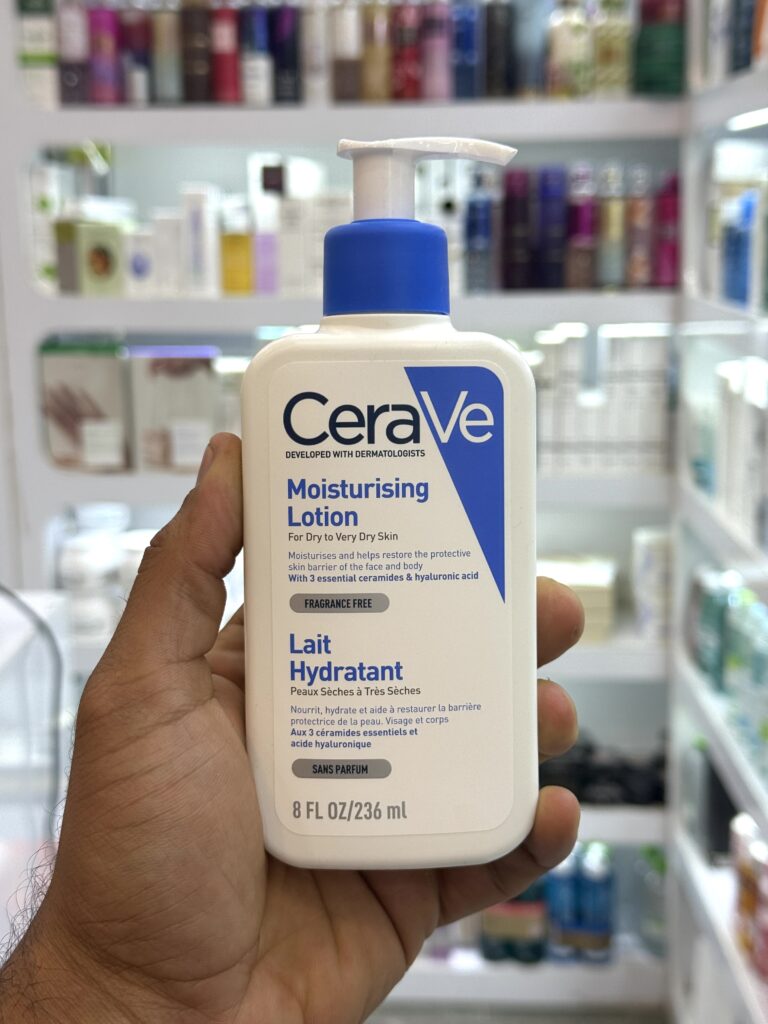 CeraVe
DEVELOPED WITH DERMATOLOGISTS
Moisturising
Lotion
For Dry to Very Dry Skin
Moisturises and helps restore the protective
skin barrier of the face and body
With 3 essential ceramides & hyaluronic acid
FRAGRANCE FREE
Lait
Hydratant
Peaux Sèches à Très Sèches
Nourrit, hydrate et aide à restaurer la barrière
protectrice de la peau. Visage et corps
Aux 3 céramides essentiels et
acide hyaluronique
SANS PARFUM
8 FL OZ/236 ml